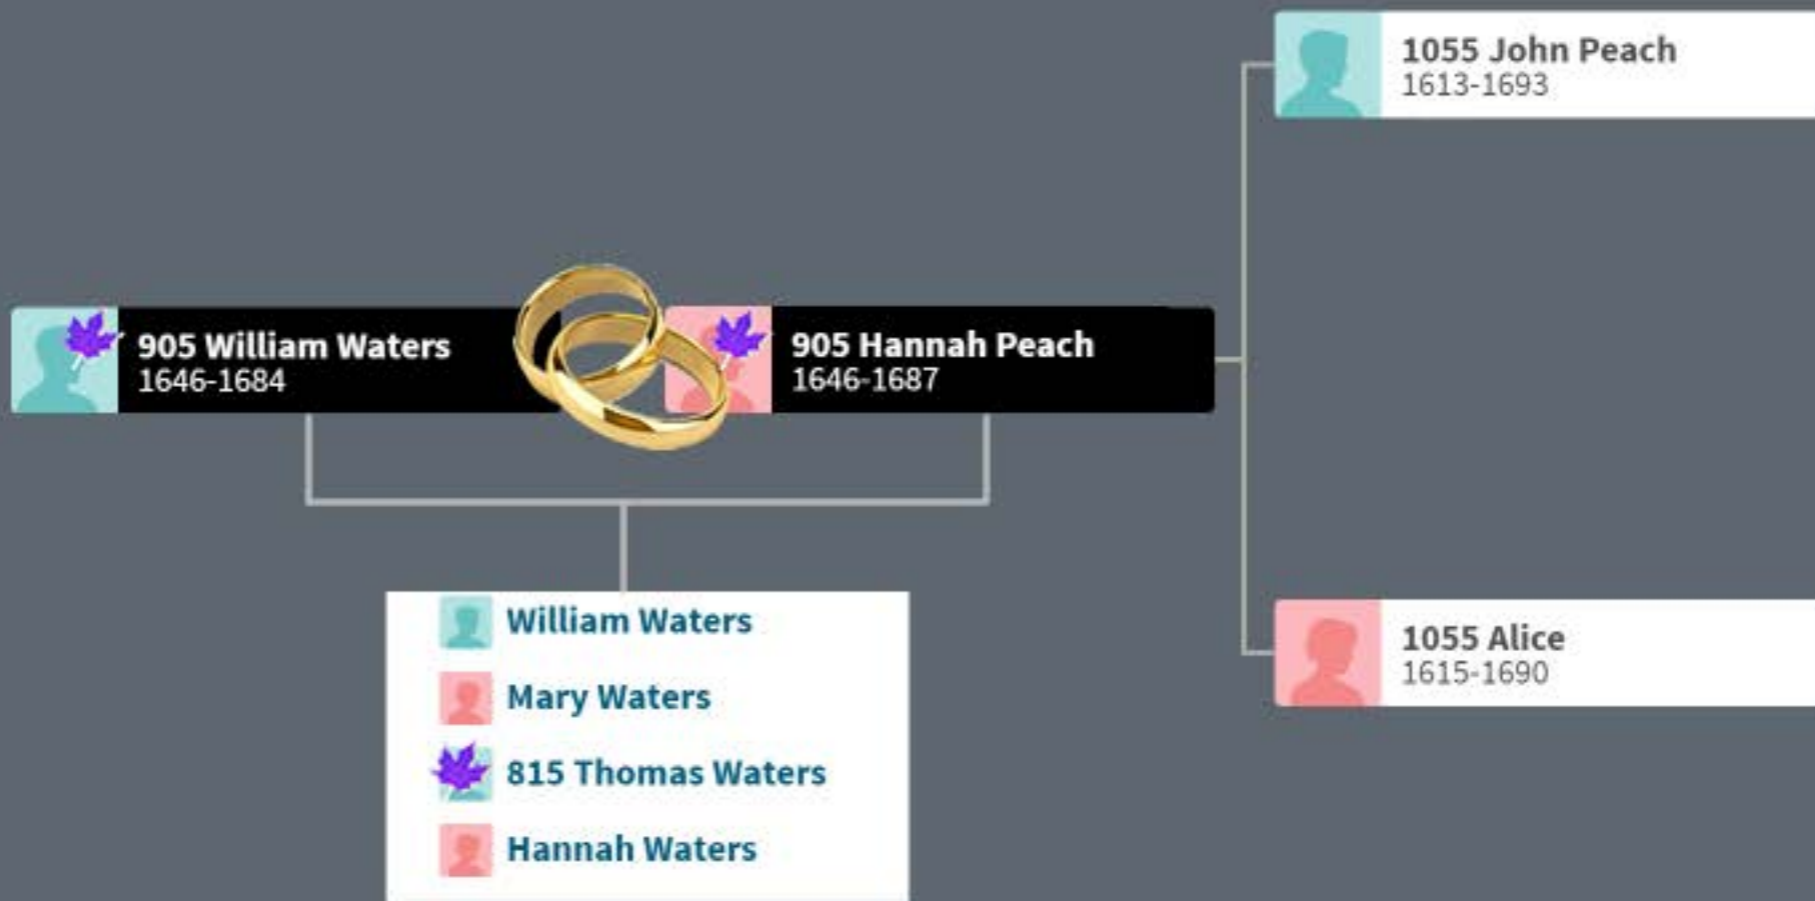 1055 John Peach
1613-1693
905 William Waters
1646-1684
905 Hannah Peach
1646-1687
William Waters
Mary Waters
815 Thomas Waters
Hannah Waters
1055 Alice
1615-1690